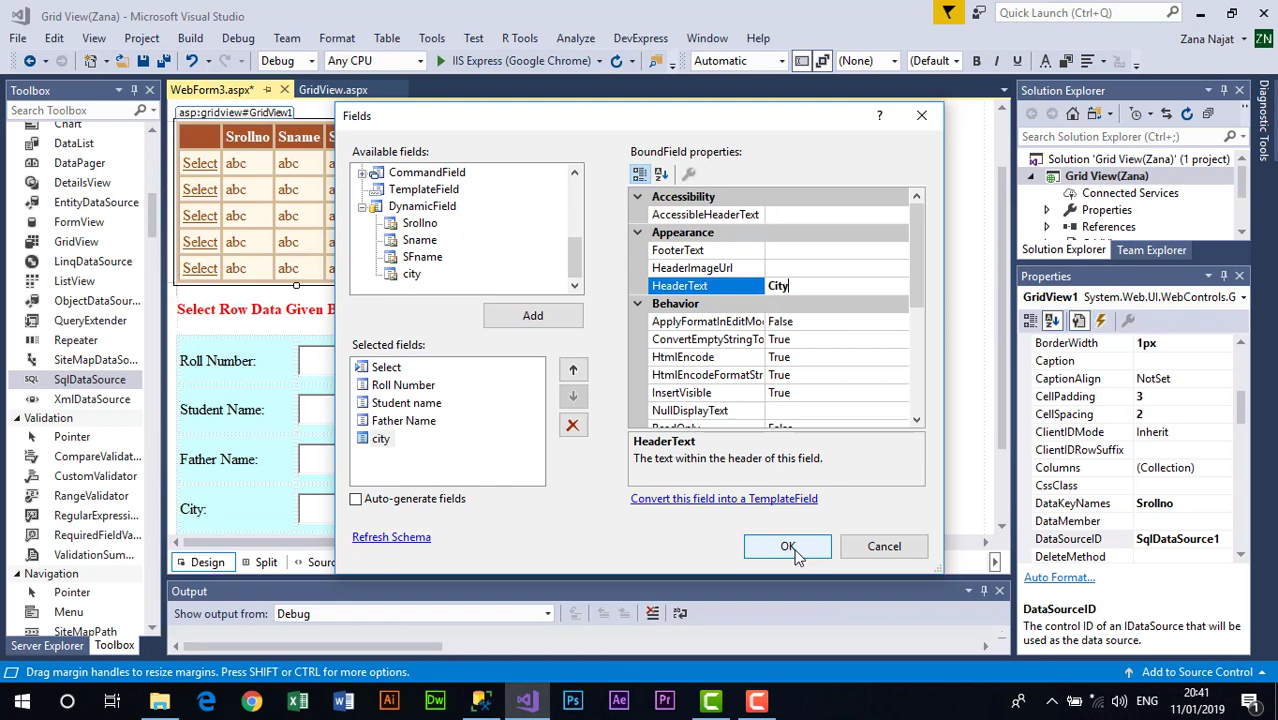 Grid View(Zana) - Microsoft Visual Studio
Quick Launch (Ctrl+Q)
File Edit View Project Build Debug Team Format Table Tools Test R Tools Analyze DevExpress Window Help
Zana Najat ZN
Debug Any CPU IIS Express (Google Chrome) Automatic (None) (Default B I U
Toolbox
Search Toolbox
Chart
DataList
DataPager
DetailsView
EntityDataSource
FormView
GridView
LinqDataSource
ListView
ObjectDataSour...
QueryExtender
Repeater
SiteMapDataSo...
SqlDataSource
XmlDataSource
Validation
Pointer
CompareValidat...
CustomValidator
RangeValidator
RegularExpressi...
RequiredFieldVa...
ValidationSum...
Navigation
Pointer
Menu
SiteMapPath
Server Explorer Toolbox
WebForm3.aspx* GridView.aspx
asp:gridview#GridView1
Srollno Sname S
Select abc abc
Select abc abc
Select abc abc
Select abc abc
Select abc abc
Select Row Data Given B
Roll Number:
Student Name:
Father Name:
City:
Design Split Sour
Output
Show output from: Debug
Fields
?
Available fields:
CommandField
TemplateField
DynamicField
Srollno
Sname
SFname
city
Add
Selected fields:
Select
Roll Number
Student name
Father Name
city
Auto-generate fields
Refresh Schema
BoundField properties:
Accessibility
AccessibleHeaderText
Appearance
FooterText
HeaderImageUrl
HeaderText City
Behavior
ApplyFormatInEditMo False
ConvertEmptyStringTo True
HtmlEncode True
HtmlEncodeFormatStr True
InsertVisible True
NullDisplayText
ReadOnly False
HeaderText
The text within the header of this field.
Convert this field into a TemplateField
OK Cancel
Solution Explorer
Search Solution Explorer (Ctrl+;)
Solution 'Grid View(Zana)' (1 project)
Grid View(Zana)
Connected Services
Properties
References
Solution Explorer Team Explorer
Properties
GridView1 System.Web.UI.WebControls.G
BorderWidth 1px
Caption
CaptionAlign NotSet
CellPadding 3
CellSpacing 2
ClientIDMode Inherit
ClientIDRowSuffix
Columns (Collection)
CssClass
DataKeyNames Srollno
DataMember
DataSourceID SqlDataSource1
DeleteMethod
Auto Format...
DataSourceID
The control ID of an IDataSource that will be used as the data source.
Diagnostic Tools
Drag margin handles to resize margins. Press SHIFT or CTRL for more options.
Add to Source Control
Ai Dw Ps Ae Pr
ENG
20:41
11/01/2019
1